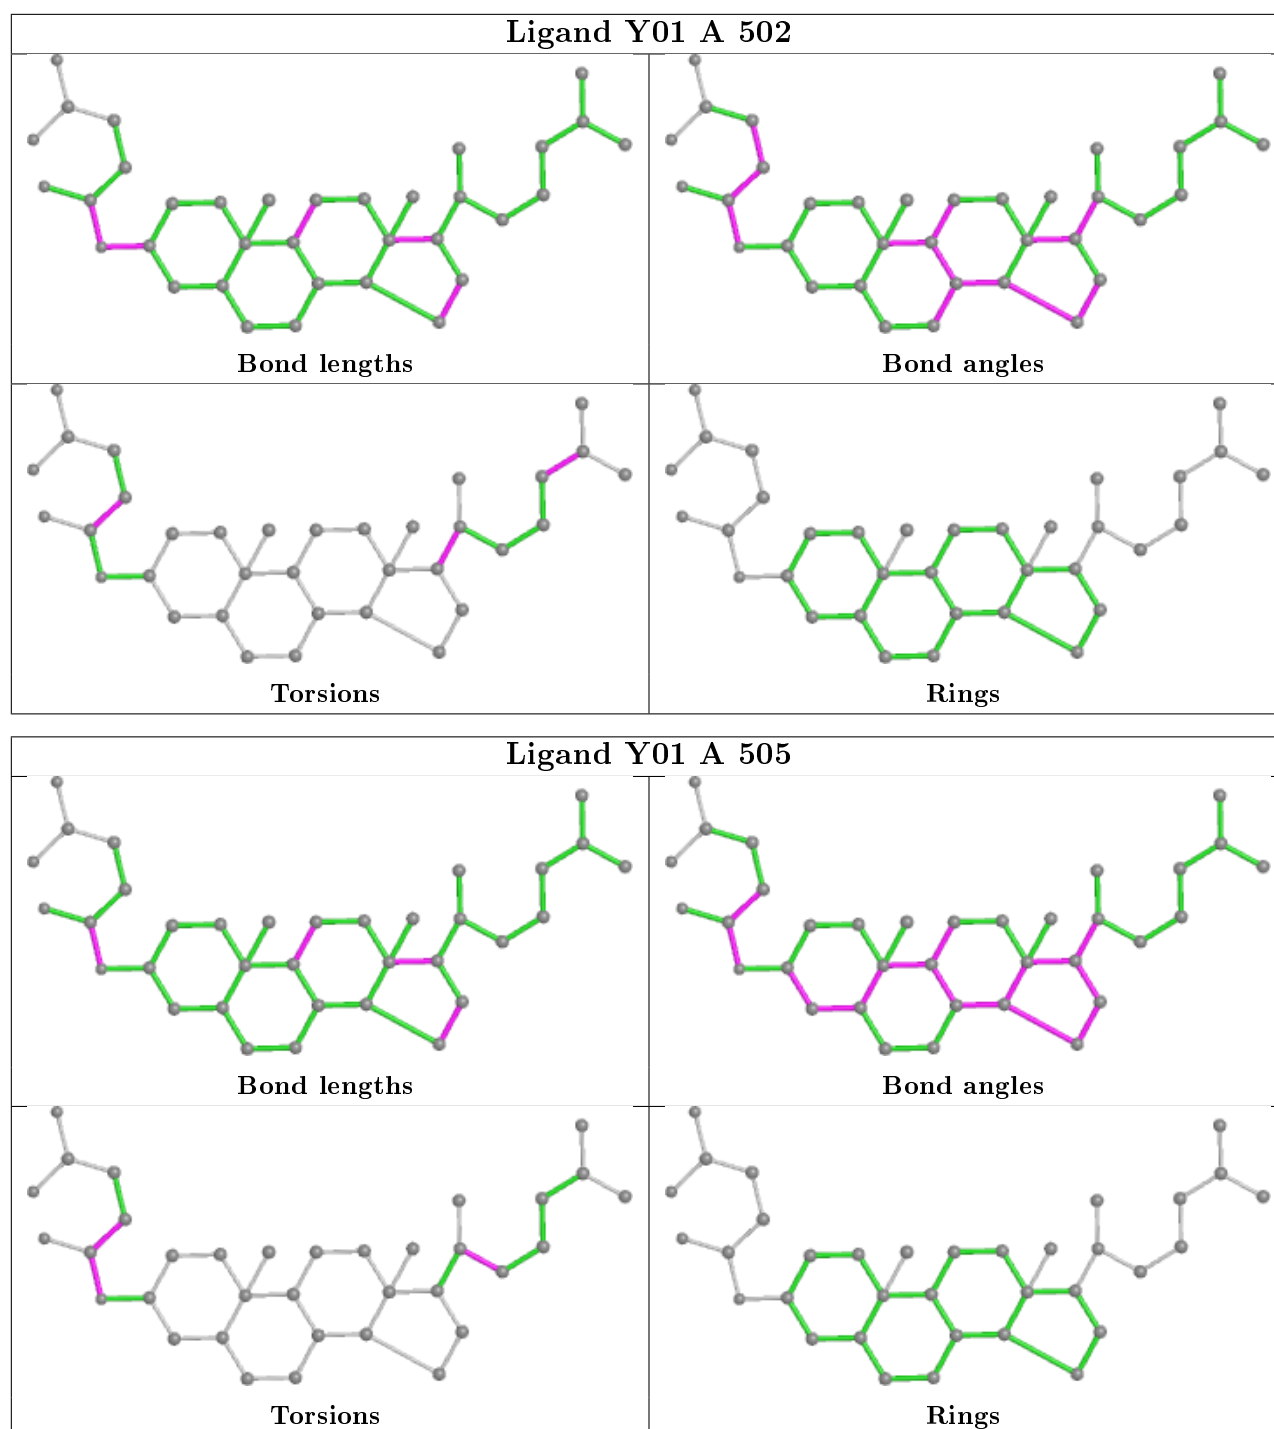 Ligand Y01 A 502
Bond lengths
Bond angles
Torsions
Rings
Ligand Y01 A 505
Bond lengths
Bond angles
Torsions
Rings